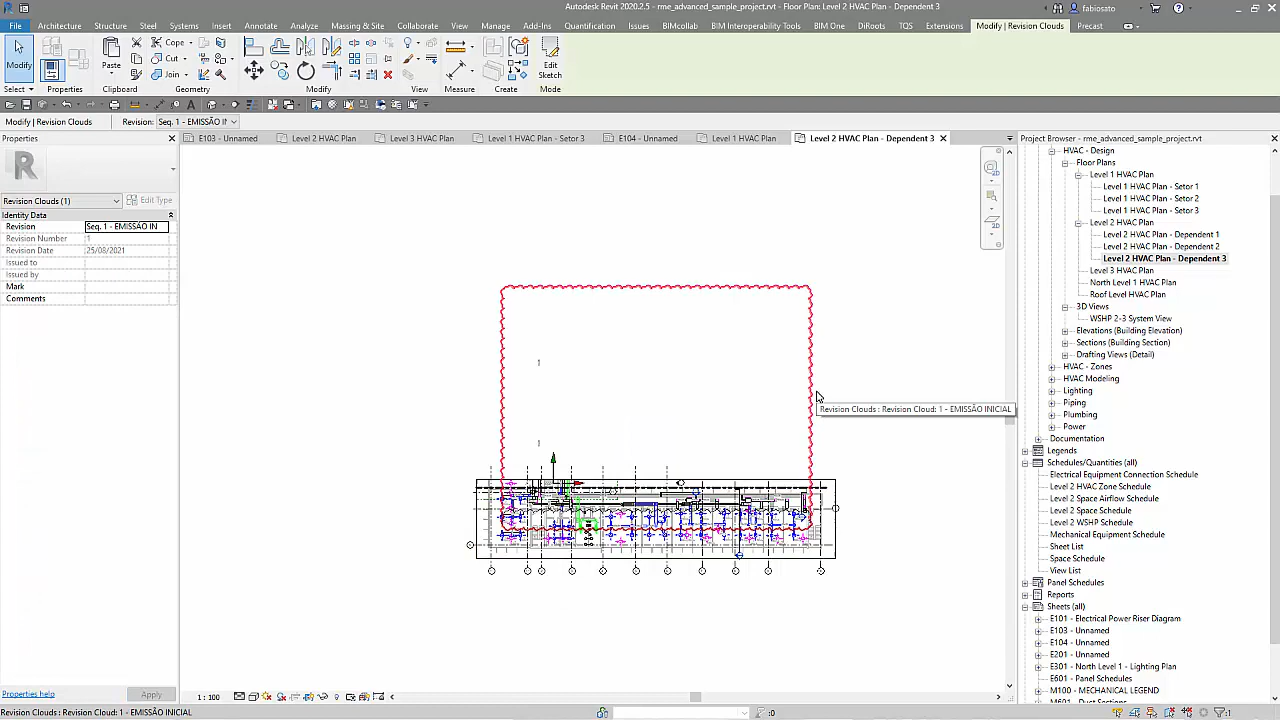 Autodesk Revit 2020.2.5 - rme_advanced_sample_project.rvt - Floor Plan: Level 2 HVAC Plan - Dependent 3
fabiosato
File Architecture Structure Steel Systems Insert Annotate Analyze Massing & Site Collaborate View Manage Add-Ins Quantification Issues BIMcollab BIM Interoperability Tools BIM One DiRoots TQS Extensions Modify | Revision Clouds Precast
Modify
Paste
Cope
Cut
Join
Edit
Sketch
Select Properties Clipboard Geometry Modify View Measure Create Mode
Modify | Revision Clouds Revision: Seq. 1 - EMISSÃO IN
Properties
E103 - Unnamed Level 2 HVAC Plan Level 3 HVAC Plan Level 1 HVAC Plan - Setor 3 E104 - Unnamed Level 1 HVAC Plan Level 2 HVAC Plan - Dependent 3
Project Browser - rme_advanced_sample_project.rvt
R
Revision Clouds (1)
Edit Type
Identity Data
Revision Seq. 1 - EMISSÃO IN
Revision Number 1
Revision Date 25/08/2021
Issued to
Issued by
Mark
Comments
2D
1
1
Revision Clouds : Revision Cloud: 1 - EMISSÃO INICIAL
HVAC - Design
Floor Plans
Level 1 HVAC Plan
Level 1 HVAC Plan - Setor 1
Level 1 HVAC Plan - Setor 2
Level 1 HVAC Plan - Setor 3
Level 2 HVAC Plan
Level 2 HVAC Plan - Dependent 1
Level 2 HVAC Plan - Dependent 2
Level 2 HVAC Plan - Dependent 3
Level 3 HVAC Plan
North Level 1 HVAC Plan
Roof Level HVAC Plan
3D Views
WSHP 2-3 System View
Elevations (Building Elevation)
Sections (Building Section)
Drafting Views (Detail)
HVAC - Zones
HVAC Modeling
Lighting
Piping
Plumbing
Power
Documentation
Legends
Schedules/Quantities (all)
Electrical Equipment Connection Schedule
Level 2 HVAC Zone Schedule
Level 2 Space Airflow Schedule
Level 2 Space Schedule
Level 2 WSHP Schedule
Mechanical Equipment Schedule
Sheet List
Space Schedule
View List
Panel Schedules
Reports
Sheets (all)
E101 - Electrical Power Riser Diagram
E103 - Unnamed
E104 - Unnamed
E201 - Unnamed
E301 - North Level 1 - Lighting Plan
E601 - Panel Schedules
M100 - MECHANICAL LEGEND
Properties help
Apply
1 : 100
Revision Clouds : Revision Cloud: 1 - EMISSÃO INICIAL
:0
:1